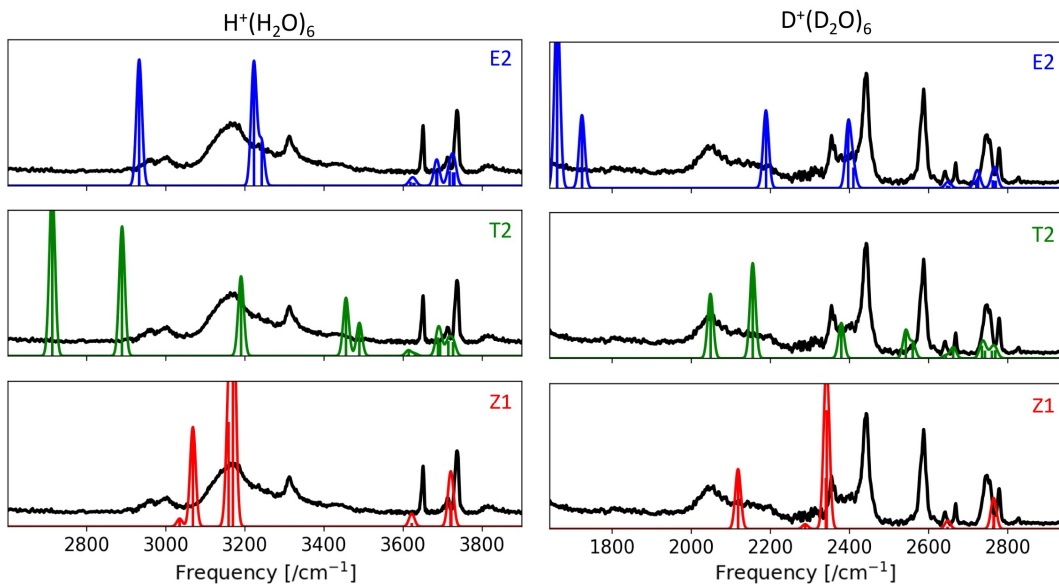 H⁺(H₂O)₆
D⁺(D₂O)₆
E2
E2
T2
T2
Z1
Z1
2800 3000 3200 3400 3600 3800
1800 2000 2200 2400 2600 2800
Frequency [/cm⁻¹]
Frequency [/cm⁻¹]